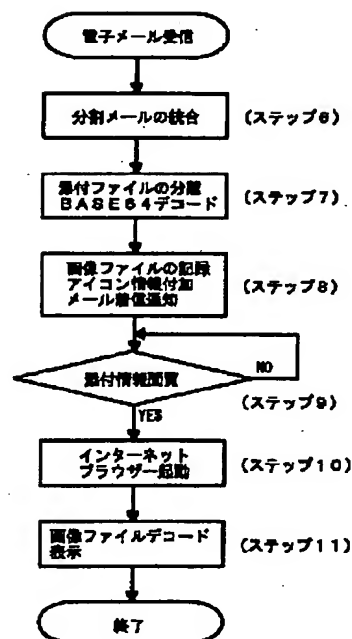 電子メール受信
分割メールの統合 (ステップ6)
添付ファイルの分離
BASE64デコード (ステップ7)
画像ファイルの記録
アイコン情報付加
メール着信通知 (ステップ8)
添付情報閲覧
NO
(ステップ9)
YES
インターネット
ブラウザー起動 (ステップ10)
画像ファイルデコード
表示 (ステップ11)
終了